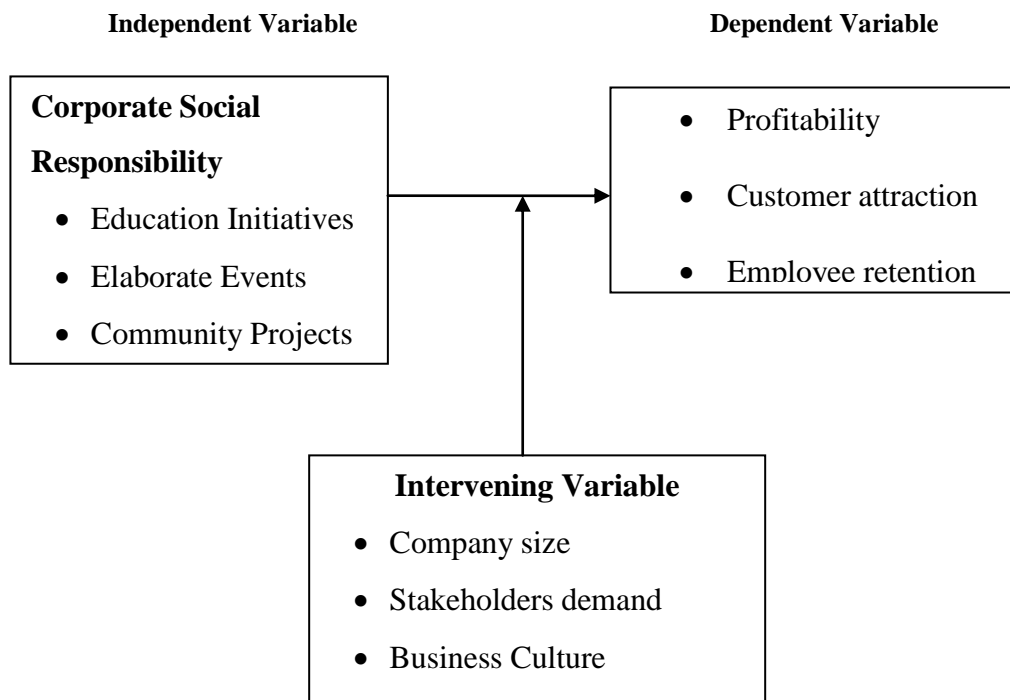 Independent Variable
Dependent Variable
Corporate Social
Responsibility
• Education Initiatives
• Elaborate Events
• Community Projects
• Profitability
• Customer attraction
• Employee retention
Intervening Variable
• Company size
• Stakeholders demand
• Business Culture